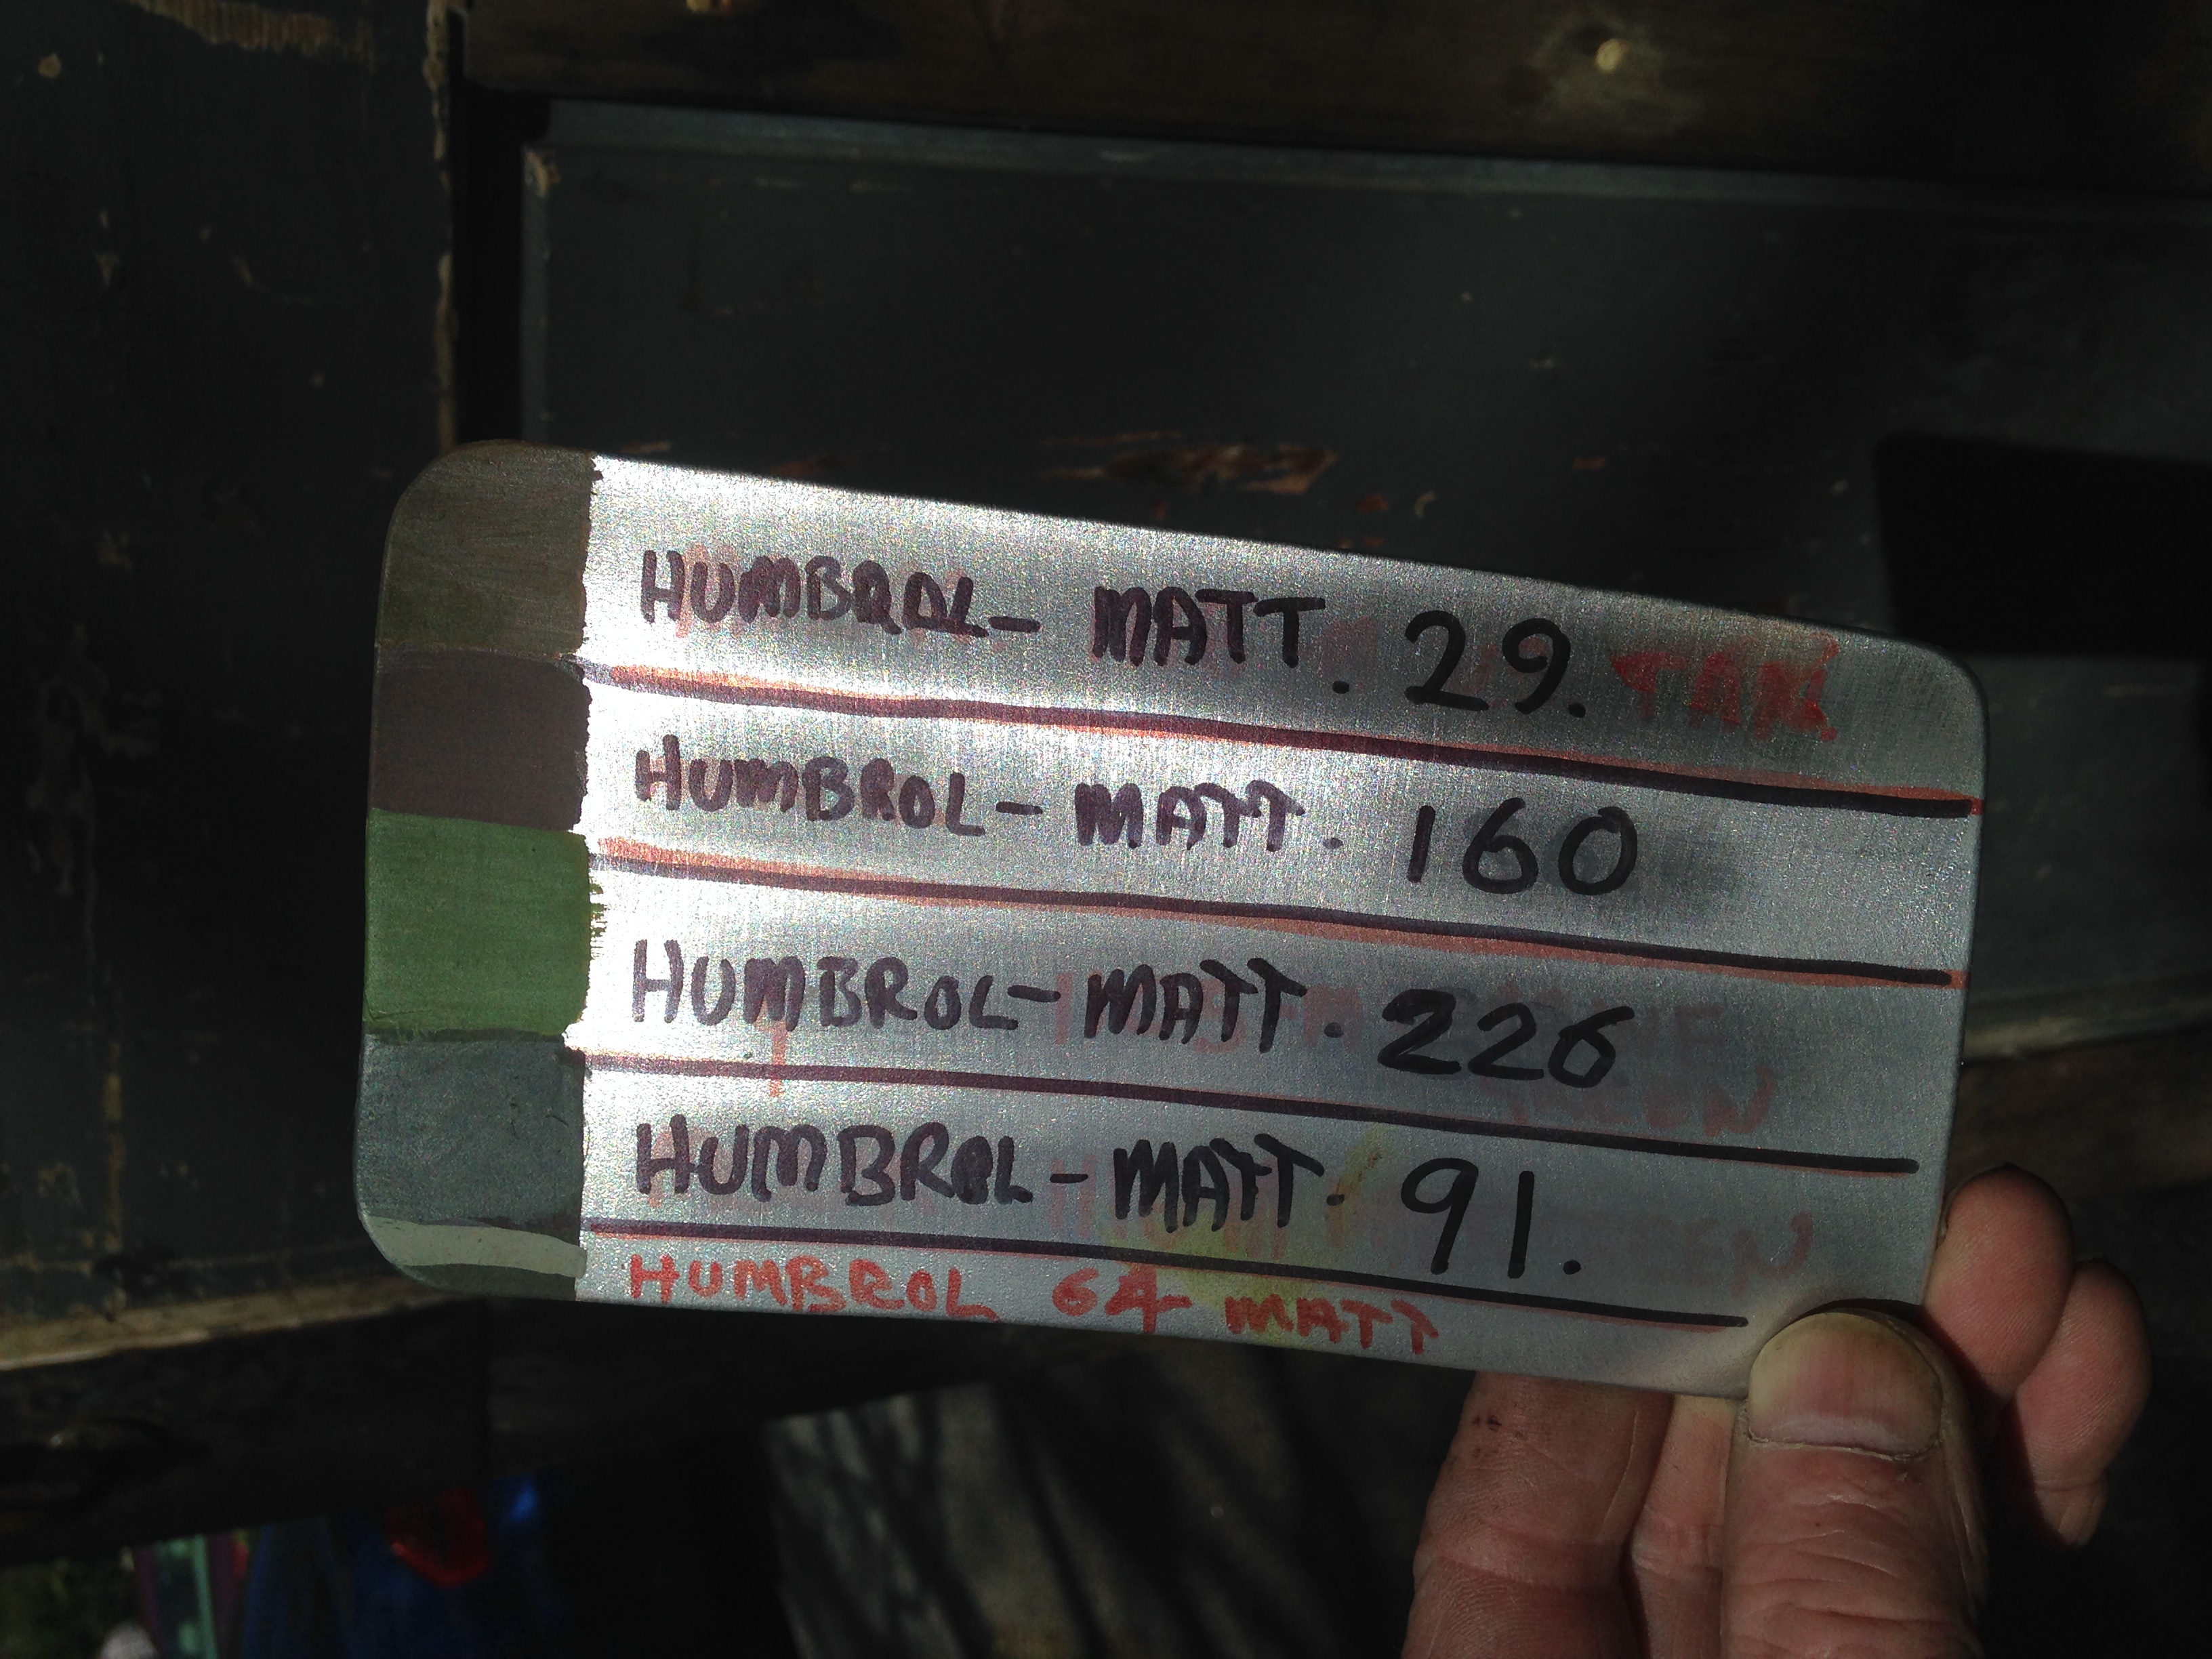 HUMBROL- MATT. 29. TAN
HUMBROL- MATT. 160
HUMBROL-MATT. 226
HUMBROL-MATT. 91.
HUMBROL 64 MATT